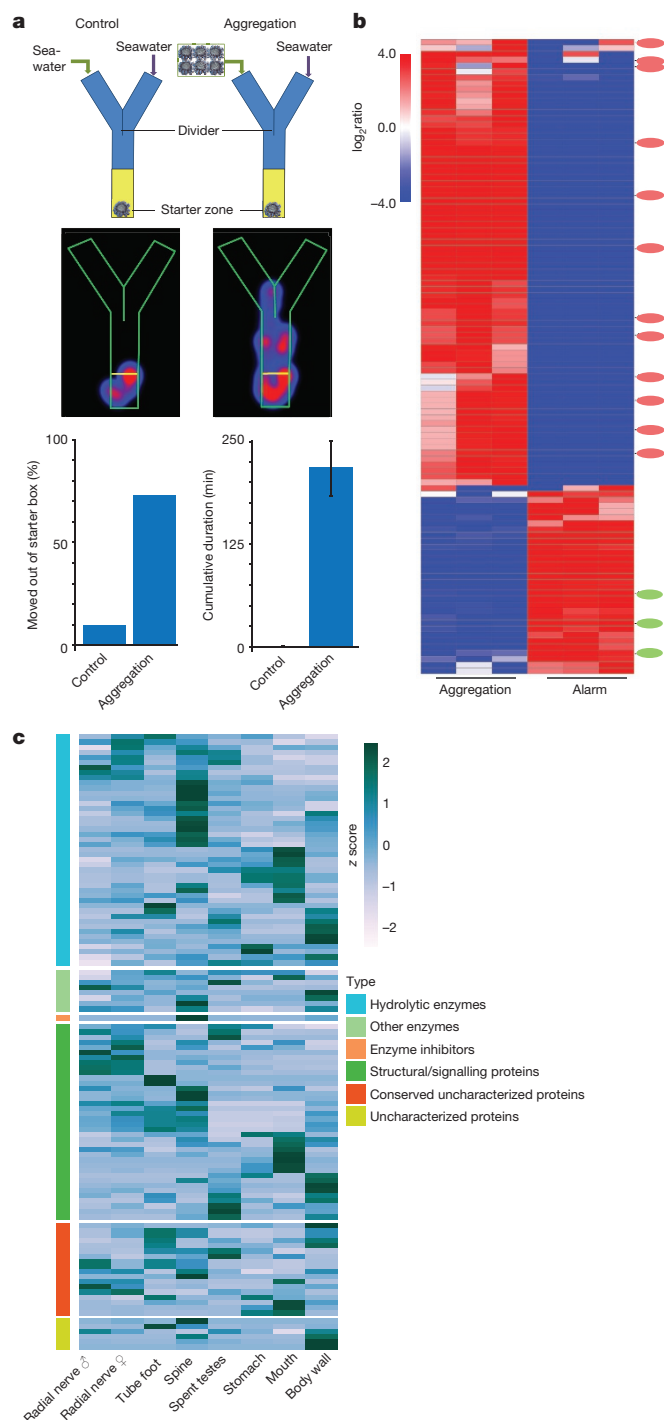 a
Control
Aggregation
Sea-
water
Seawater
Seawater
Divider
Starter zone
Moved out of starter box (%)
100
50
0
Control
Aggregation
Cumulative duration (min)
250
125
0
Control
Aggregation
b
log2ratio
4.0
0.0
−4.0
Aggregation
Alarm
c
z score
2
1
0
−1
−2
Type
Hydrolytic enzymes
Other enzymes
Enzyme inhibitors
Structural/signalling proteins
Conserved uncharacterized proteins
Uncharacterized proteins
Radial nerve ♂
Radial nerve ♀
Tube foot
Spine
Spent testes
Stomach
Mouth
Body wall